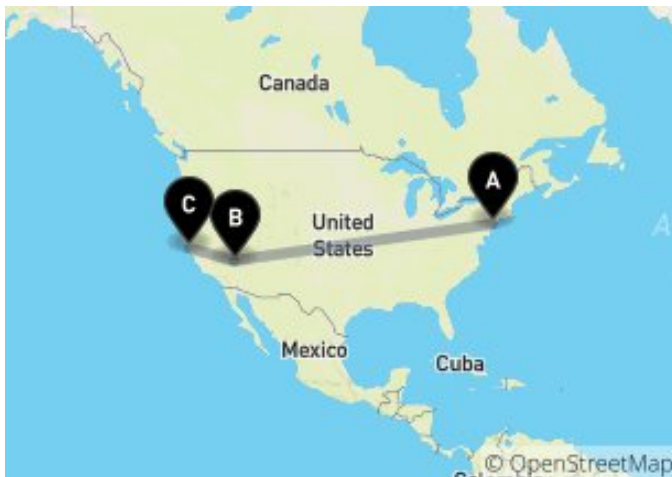 Canada
A
C
B
United
States
A
Mexico
Cuba
© OpenStreetMap